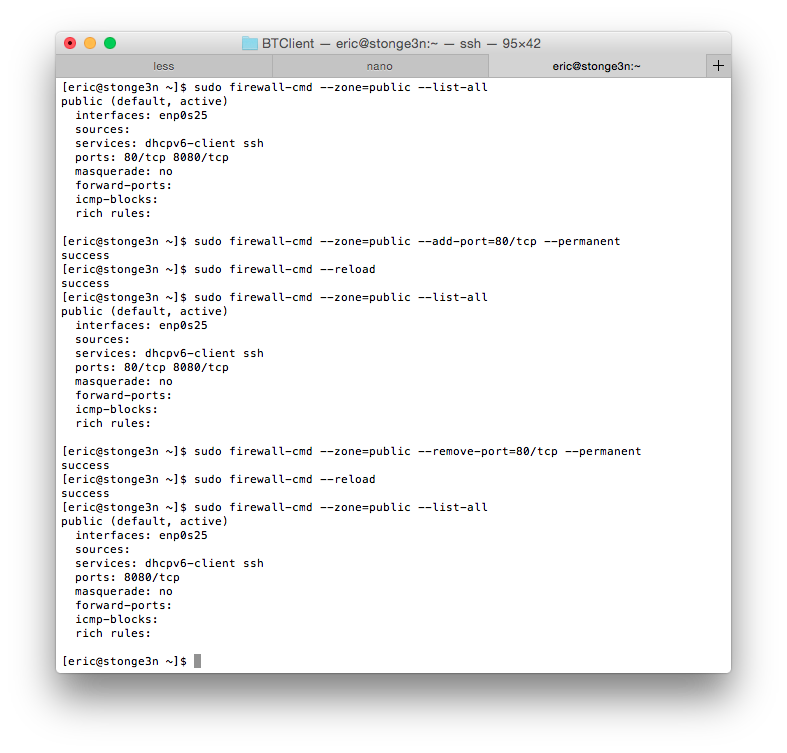 BTClient — eric@stonge3n:~ — ssh — 95×42
less
nano
eric@stonge3n:~
+
[eric@stonge3n ~]$ sudo firewall-cmd --zone=public --list-all
public (default, active)
  interfaces: enp0s25
  sources:
  services: dhcpv6-client ssh
  ports: 80/tcp 8080/tcp
  masquerade: no
  forward-ports:
  icmp-blocks:
  rich rules:

[eric@stonge3n ~]$ sudo firewall-cmd --zone=public --add-port=80/tcp --permanent
success
[eric@stonge3n ~]$ sudo firewall-cmd --reload
success
[eric@stonge3n ~]$ sudo firewall-cmd --zone=public --list-all
public (default, active)
  interfaces: enp0s25
  sources:
  services: dhcpv6-client ssh
  ports: 80/tcp 8080/tcp
  masquerade: no
  forward-ports:
  icmp-blocks:
  rich rules:

[eric@stonge3n ~]$ sudo firewall-cmd --zone=public --remove-port=80/tcp --permanent
success
[eric@stonge3n ~]$ sudo firewall-cmd --reload
success
[eric@stonge3n ~]$ sudo firewall-cmd --zone=public --list-all
public (default, active)
  interfaces: enp0s25
  sources:
  services: dhcpv6-client ssh
  ports: 8080/tcp
  masquerade: no
  forward-ports:
  icmp-blocks:
  rich rules:

[eric@stonge3n ~]$